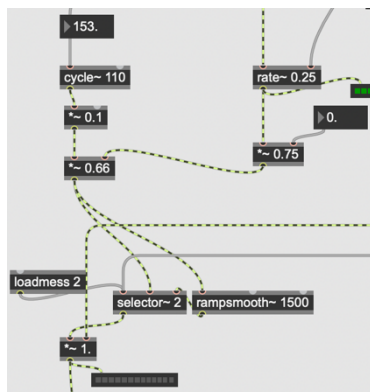 153.
cycle~ 110
rate~ 0.25
*~ 0.1
0.
*~ 0.66
*~ 0.75
loadmess 2
selector~ 2
rampsmooth~ 1500
*~ 1.